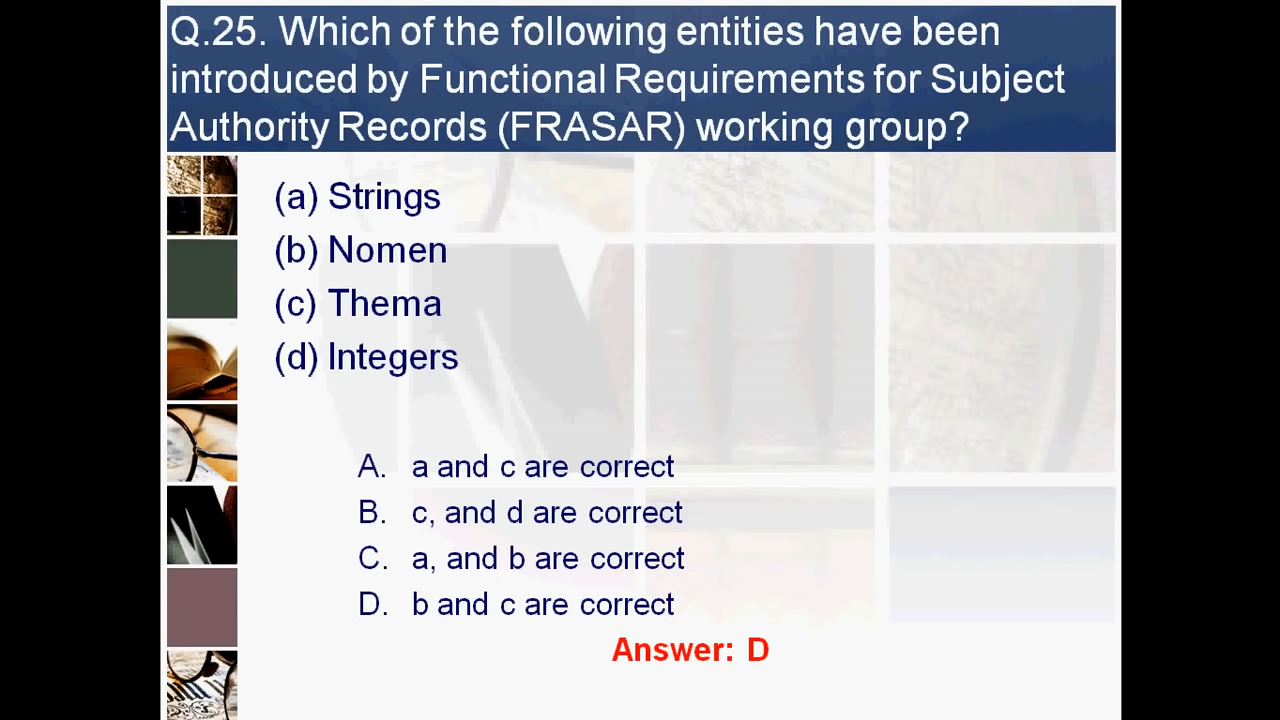 Q.25. Which of the following entities have been
introduced by Functional Requirements for Subject
Authority Records (FRASAR) working group?
(a) Strings
(b) Nomen
(c) Thema
(d) Integers
A. a and c are correct
B. c, and d are correct
C. a, and b are correct
D. b and c are correct
Answer: D